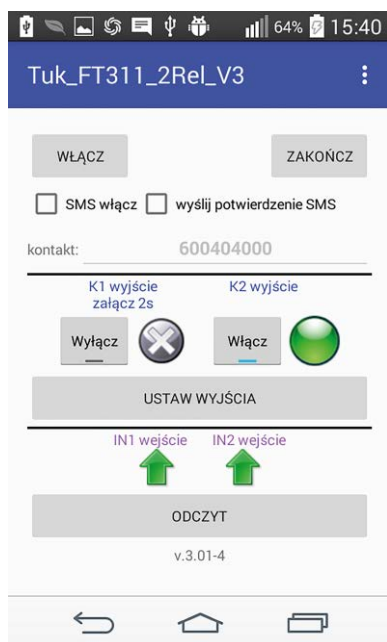 64% 15:40
Tuk_FT311_2Rel_V3
WŁĄCZ ZAKOŃCZ
SMS włącz wyślij potwierdzenie SMS
kontakt: 600404000
K1 wyjście K2 wyjście
załącz 2s
Wyłącz Włącz
USTAW WYJŚCIA
IN1 wejście IN2 wejście
ODCZYT
v.3.01-4